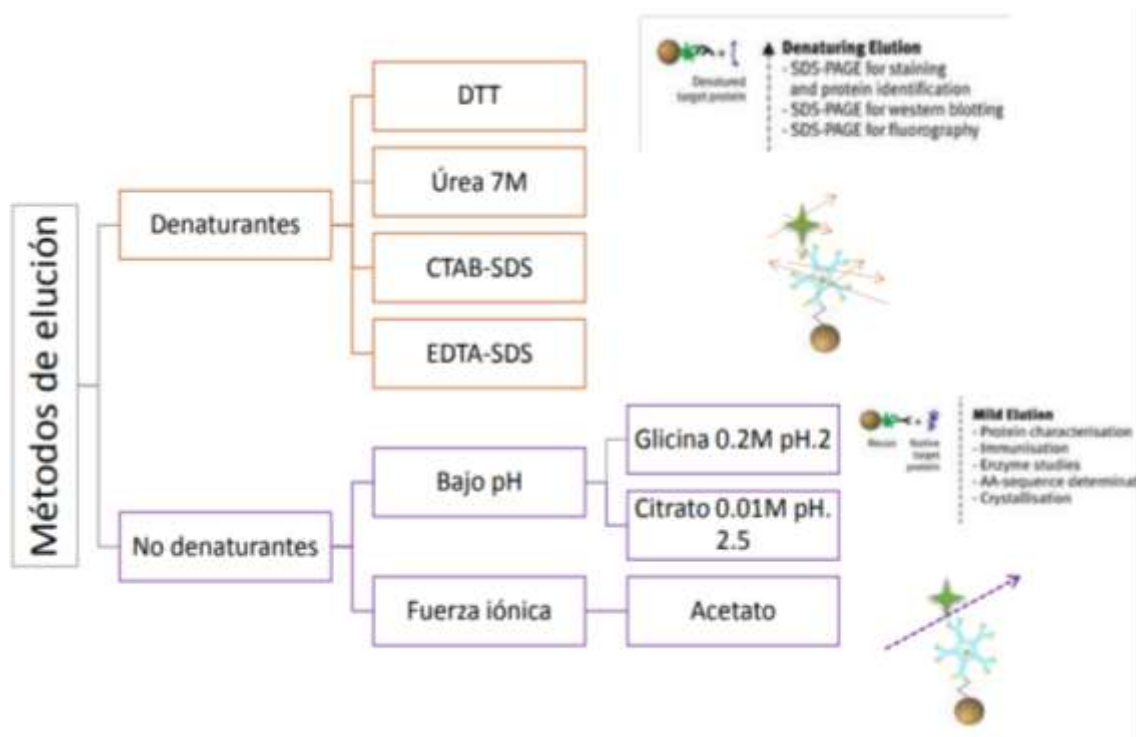 Métodos de elución
Denaturantes
DTT
Úrea 7M
CTAB-SDS
EDTA-SDS
No denaturantes
Bajo pH
Glicina 0.2M pH.2
Citrato 0.01M pH.
2.5
Fuerza iónica
Acetato
Denatured
target protein
Denaturing Elution
- SDS-PAGE for staining
and protein identification
- SDS-PAGE for western blotting
- SDS-PAGE for fluorography
Native
target
protein
Mild Elution
- Protein characterisation
- Immunisation
- Enzyme studies
- AA-sequence determinat
- Crystallisation